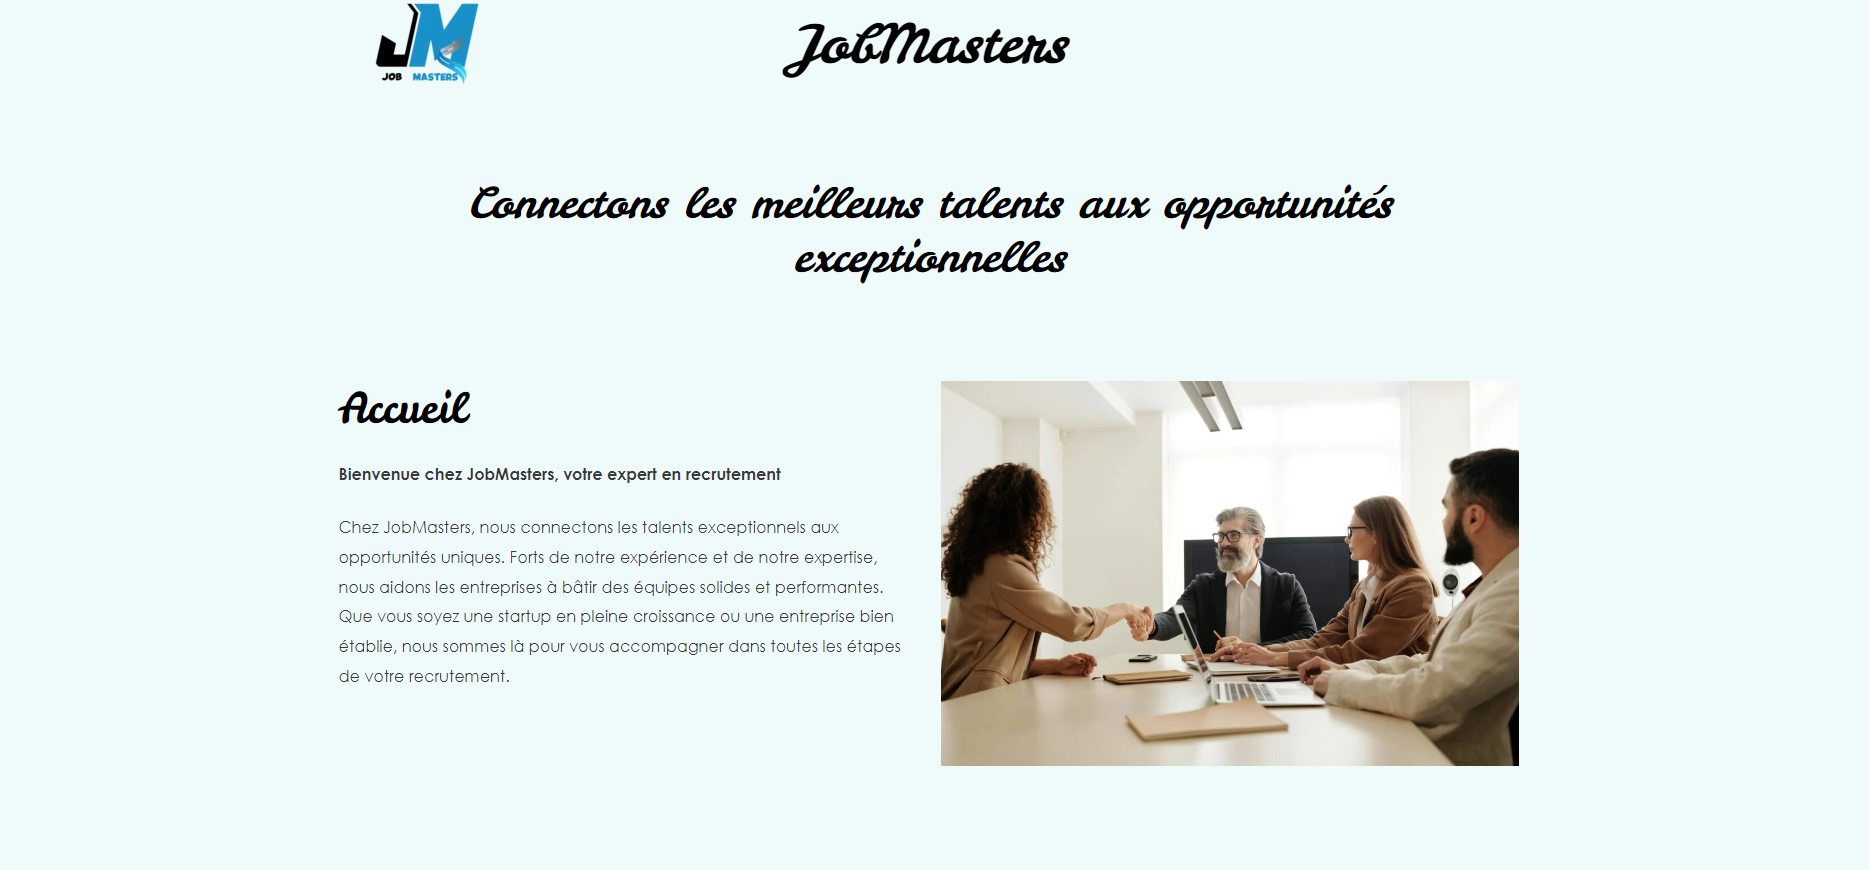 JM
JOB MASTERS
JobMasters
Connectons les meilleurs talents aux opportunités
exceptionnelles
Accueil
Bienvenue chez JobMasters, votre expert en recrutement
Chez JobMasters, nous connectons les talents exceptionnels aux
opportunités uniques. Forts de notre expérience et de notre expertise,
nous aidons les entreprises à bâtir des équipes solides et performantes.
Que vous soyez une startup en pleine croissance ou une entreprise bien
établie, nous sommes là pour vous accompagner dans toutes les étapes
de votre recrutement.